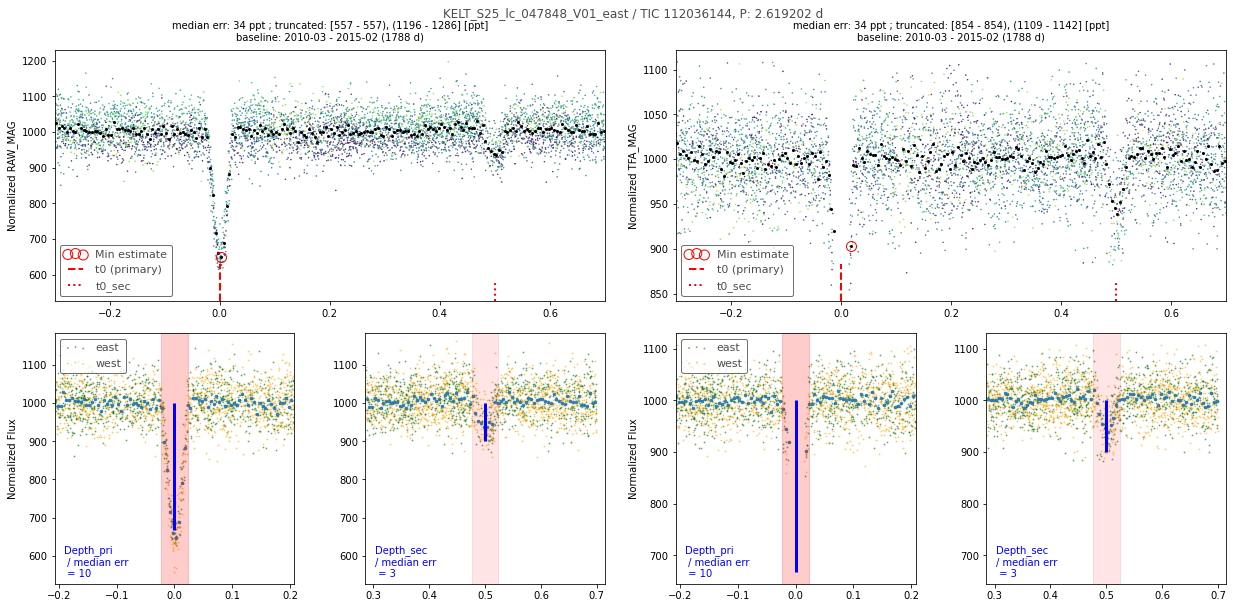 KELT_S25_lc_047848_V01_east / TIC 112036144, P: 2.619202 d
median err: 34 ppt ; truncated: [557 - 557), (1196 - 1286] [ppt]
baseline: 2010-03 - 2015-02 (1788 d)
Normalized RAW_MAG
1200
1100
1000
900
800
700
600
Min estimate
t0 (primary)
t0_sec
−0.2
0.0
0.2
0.4
0.6
median err: 34 ppt ; truncated: [854 - 854), (1109 - 1142] [ppt]
baseline: 2010-03 - 2015-02 (1788 d)
Normalized TFA_MAG
1100
1050
1000
950
900
850
Min estimate
t0 (primary)
t0_sec
−0.2
0.0
0.2
0.4
0.6
Normalized Flux
1100
1000
900
800
700
600
east
west
Depth_pri
/ median err
= 10
−0.2
−0.1
0.0
0.1
0.2
1100
1000
900
800
700
600
Depth_sec
/ median err
= 3
0.3
0.4
0.5
0.6
0.7
Normalized Flux
1100
1000
900
800
700
east
west
Depth_pri
/ median err
= 10
−0.2
−0.1
0.0
0.1
0.2
1100
1000
900
800
700
Depth_sec
/ median err
= 3
0.3
0.4
0.5
0.6
0.7